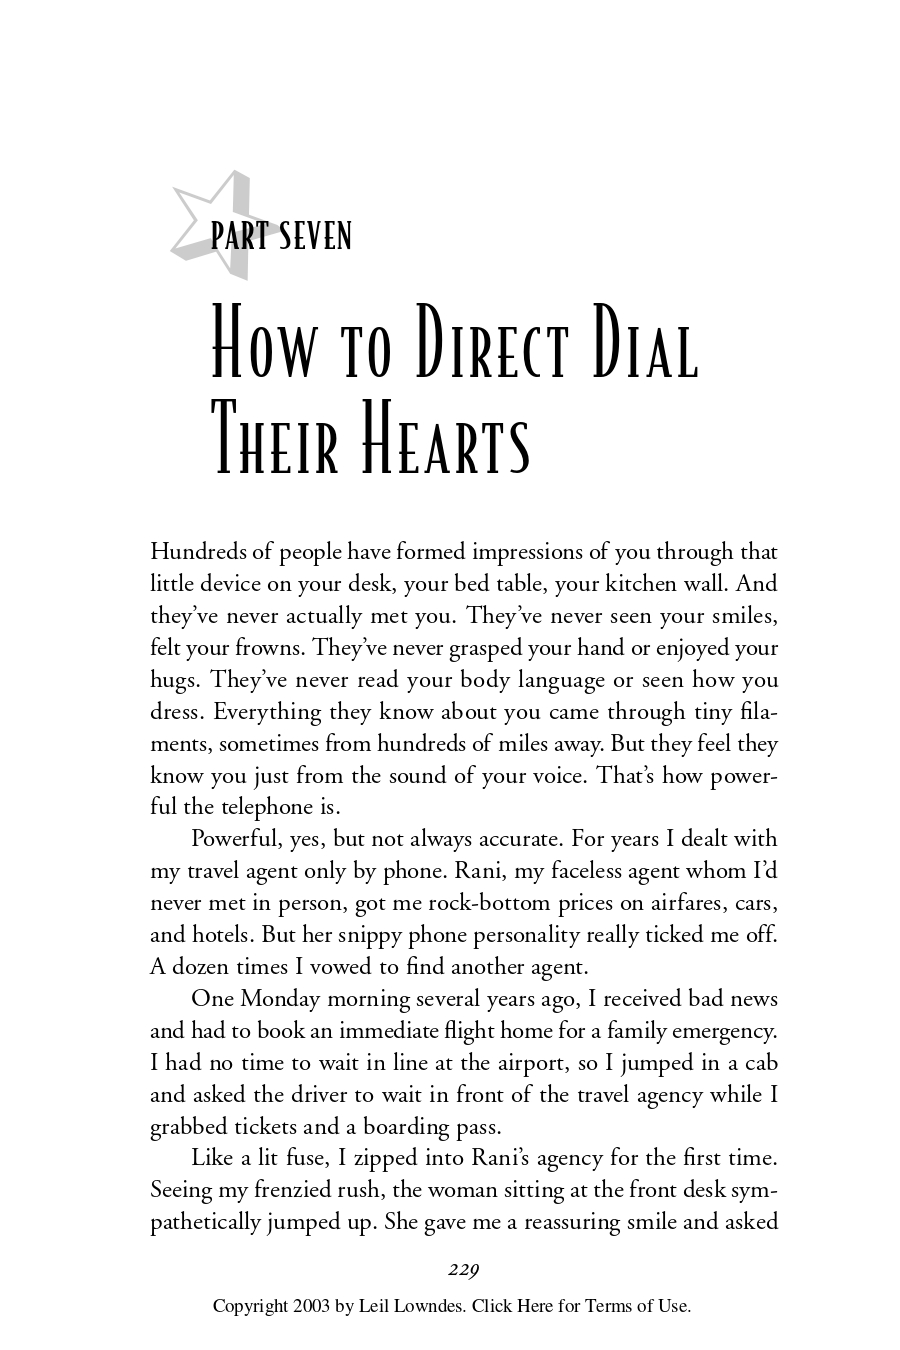 PART SEVEN
HOW TO DIRECT DIAL
THEIR HEARTS
Hundreds of people have formed impressions of you through that
little device on your desk, your bed table, your kitchen wall. And
they’ve never actually met you. They’ve never seen your smiles,
felt your frowns. They’ve never grasped your hand or enjoyed your
hugs. They’ve never read your body language or seen how you
dress. Everything they know about you came through tiny fila-
ments, sometimes from hundreds of miles away. But they feel they
know you just from the sound of your voice. That’s how power-
ful the telephone is.
Powerful, yes, but not always accurate. For years I dealt with
my travel agent only by phone. Rani, my faceless agent whom I’d
never met in person, got me rock-bottom prices on airfares, cars,
and hotels. But her snippy phone personality really ticked me off.
A dozen times I vowed to find another agent.
One Monday morning several years ago, I received bad news
and had to book an immediate flight home for a family emergency.
I had no time to wait in line at the airport, so I jumped in a cab
and asked the driver to wait in front of the travel agency while I
grabbed tickets and a boarding pass.
Like a lit fuse, I zipped into Rani’s agency for the first time.
Seeing my frenzied rush, the woman sitting at the front desk sym-
pathetically jumped up. She gave me a reassuring smile and asked
229
Copyright 2003 by Leil Lowndes. Click Here for Terms of Use.